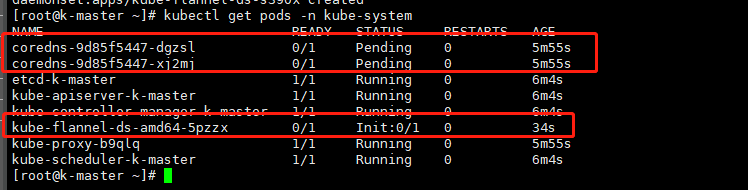 daemonset.apps/kube-flannel-ds-s390x created
[root@k-master ~]# kubectl get pods -n kube-system
NAME READY STATUS RESTARTS AGE
coredns-9d85f5447-dgzsl 0/1 Pending 0 5m55s
coredns-9d85f5447-xj2mj 0/1 Pending 0 5m55s
etcd-k-master 1/1 Running 0 6m4s
kube-apiserver-k-master 1/1 Running 0 6m4s
kube-controller-manager-k-master 1/1 Running 0 6m4s
kube-flannel-ds-amd64-5pzzx 0/1 Init:0/1 0 34s
kube-proxy-b9qlq 1/1 Running 0 5m55s
kube-scheduler-k-master 1/1 Running 0 6m4s
[root@k-master ~]#